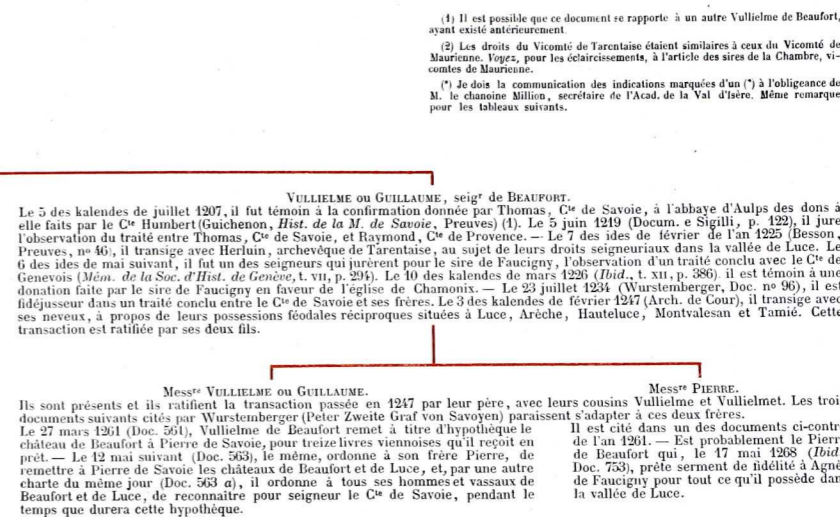 (1) Il est possible que ce document se rapporte à un autre Vullielme de Beaufort,
ayant existé antérieurement.
(2) Les droits du Vicomté de Tarentaise étaient similaires à ceux du Vicomté de
Maurienne. Voyez, pour les éclaircissements, à l'article des sires de la Chambre, vi-
comtes de Maurienne.
(*) Je dois la communication des indications marquées d'un (*) à l'obligeance de
M. le chanoine Million, secrétaire de l'Acad. de la Val d'Isère. Même remarque
pour les tableaux suivants.
VULLIELME OU GUILLAUME, seigr de BEAUFORT.
Le 5 des kalendes de juillet 1207, il fut témoin à la confirmation donnée par Thomas, Cte de Savoie, à l'abbaye d'Aulps des dons à
elle faits par le Cte Humbert (Guichenon, Hist. de la M. de Savoie, Preuves) (1). Le 5 juin 1219 (Docum. e Sigilli, p. 122), il jure
l'observation du traité entre Thomas, Cte de Savoie, et Raymond, Cte de Provence. — Le 7 des ides de février de l'an 1225 (Besson,
Preuves, no 46), il transige avec Herluin, archevêque de Tarentaise, au sujet de leurs droits seigneuriaux dans la vallée de Luce. Le
6 des ides de mai suivant, il fut un des seigneurs qui jurèrent pour le sire de Faucigny, l'observation d'un traité conclu avec le Cte de
Genevois (Mém. de la Soc. d'Hist. de Genève, t. VII, p. 294). Le 10 des kalendes de mars 1226 (Ibid., t. XII, p. 386). il est témoin à une
donation faite par le sire de Faucigny en faveur de l'église de Chamonix. — Le 23 juillet 1234 (Wurstemberger, Doc. no 96), il est
fidéjusseur dans un traité conclu entre le Cte de Savoie et ses frères. Le 3 des kalendes de février 1247 (Arch. de Cour), il transige avec
ses neveux, à propos de leurs possessions féodales réciproques situées à Luce, Arêche, Hauteluce, Montvalesan et Tamié. Cette
transaction est ratifiée par ses deux fils.
Messre VULLIELME OU GUILLAUME.
Messre PIERRE.
Ils sont présents et ils ratifient la transaction passée en 1247 par leur père, avec leurs cousins Vullielme et Vullielmet. Les troi
documents suivants cités par Wurstemberger (Peter Zweite Graf von Savoyen) paraissent s'adapter à ces deux frères.
Le 27 mars 1261 (Doc. 561), Vullielme de Beaufort remet à titre d'hypothèque le
château de Beaufort à Pierre de Savoie, pour treize livres viennoises qu'il reçoit en
prêt. — Le 12 mai suivant (Doc. 563), le même, ordonne à son frère Pierre, de
remettre à Pierre de Savoie les châteaux de Beaufort et de Luce, et, par une autre
charte du même jour (Doc. 563 a), il ordonne à tous ses hommes et vassaux de
Beaufort et de Luce, de reconnaître pour seigneur le Cte de Savoie, pendant le
temps que durera cette hypothèque.
Il est cité dans un des documents ci-contr
de l'an 1261. — Est probablement le Pierr
de Beaufort qui, le 17 mai 1268 (Ibid
Doc. 753), prête serment de fidélité à Agnè
de Faucigny pour tout ce qu'il possède dan
la vallée de Luce.